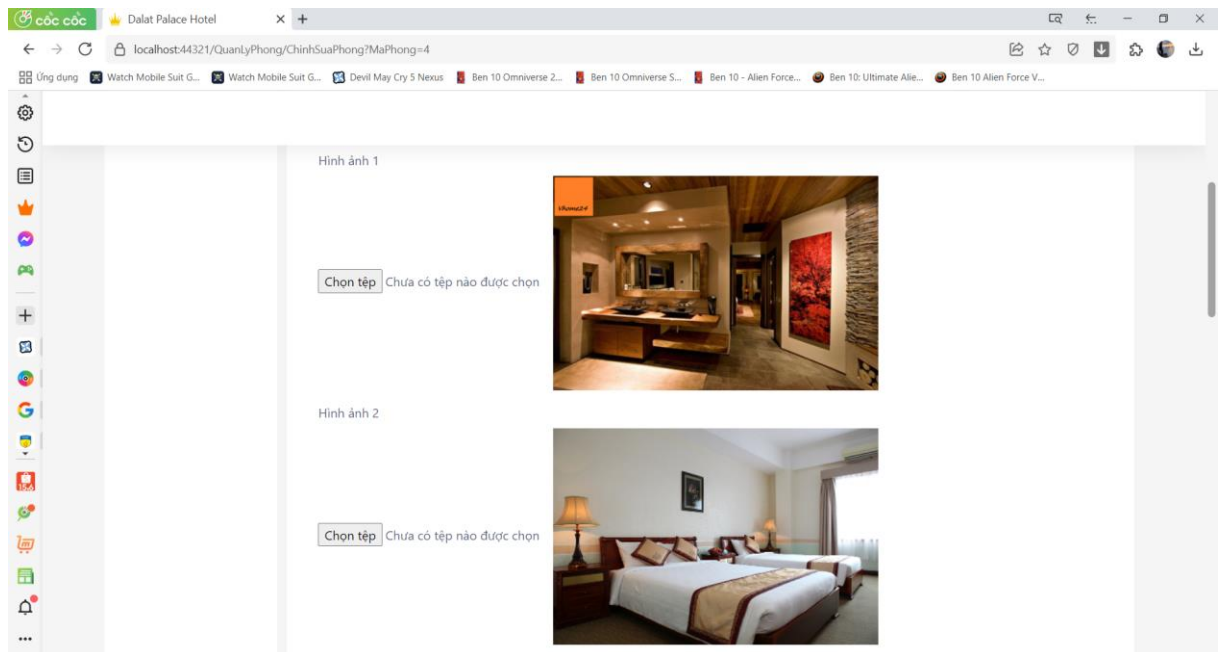 cốc cốc
Dalat Palace Hotel
localhost:44321/QuanLyPhong/ChinhSuaPhong?MaPhong=4
Ứng dụng
Watch Mobile Suit G...
Watch Mobile Suit G...
Devil May Cry 5 Nexus
Ben 10 Omniverse 2...
Ben 10 Omniverse S...
Ben 10 - Alien Force...
Ben 10: Ultimate Alie...
Ben 10 Alien Force V...
Hình ảnh 1
Chọn tệp Chưa có tệp nào được chọn
Hình ảnh 2
Chọn tệp Chưa có tệp nào được chọn
15.6